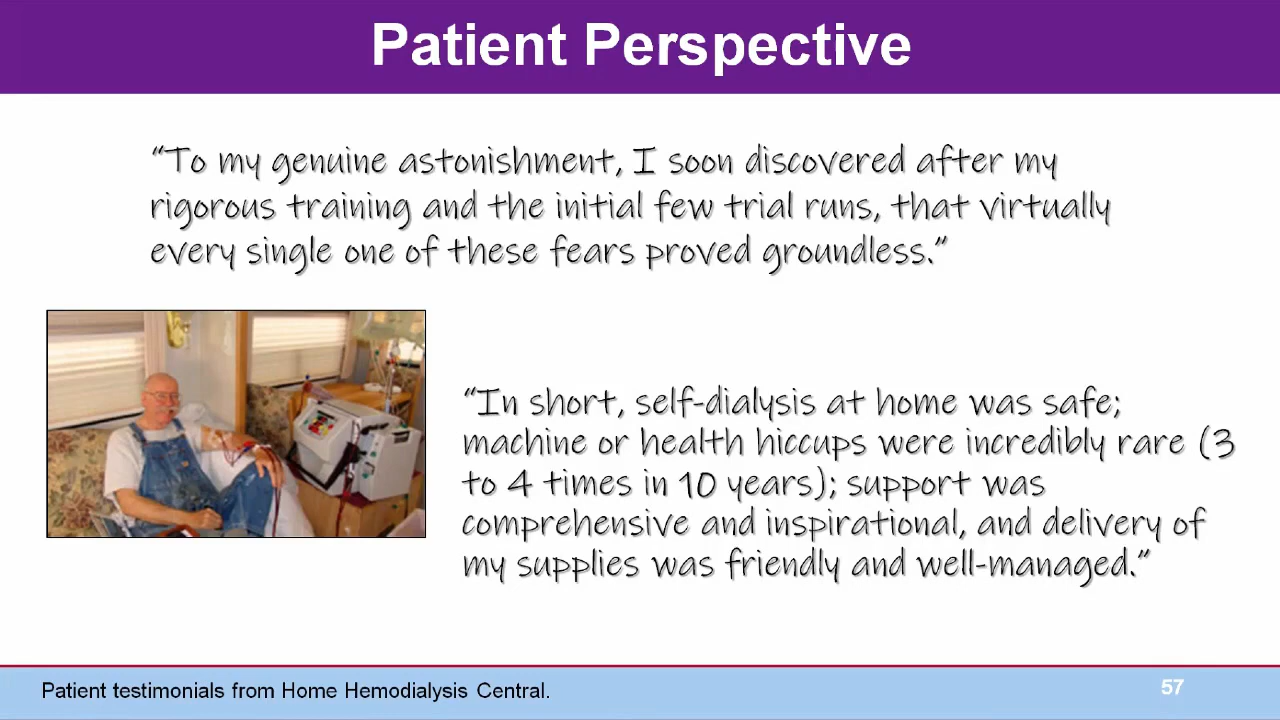 Patient Perspective
“To my genuine astonishment, I soon discovered after my
rigorous training and the initial few trial runs, that virtually
every single one of these fears proved groundless.”
“In short, self-dialysis at home was safe;
machine or health hiccups were incredibly rare (3
to 4 times in 10 years); support was
comprehensive and inspirational, and delivery of
my supplies was friendly and well-managed.”
Patient testimonials from Home Hemodialysis Central.
57